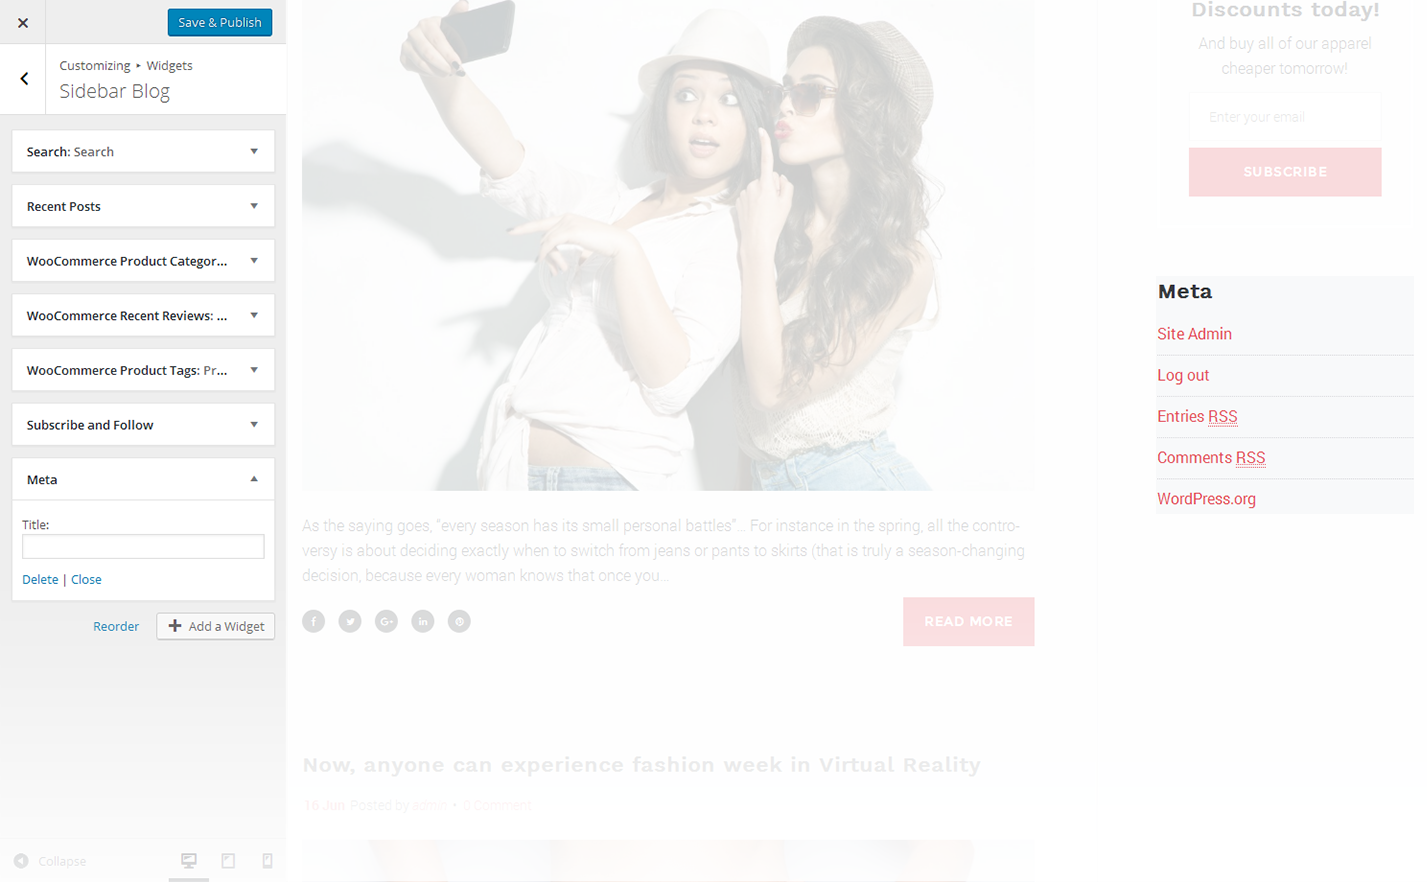 Save & Publish
Customizing ▸ Widgets
Sidebar Blog
Search: Search
Recent Posts
WooCommerce Product Categor...
WooCommerce Recent Reviews: ...
WooCommerce Product Tags: Pr...
Subscribe and Follow
Meta
Title:
Delete | Close
Reorder
Add a Widget
Collapse
As the saying goes, “every season has its small personal battles”... For instance in the spring, all the contro-
versy is about deciding exactly when to switch from jeans or pants to skirts (that is truly a season-changing
decision, because every woman knows that once you...
f
G+
in
READ MORE
Now, anyone can experience fashion week in Virtual Reality
16 Jun Posted by admin • 0 Comment
Discounts today!
And buy all of our apparel
cheaper tomorrow!
Enter your email
SUBSCRIBE
Meta
Site Admin
Log out
Entries RSS
Comments RSS
WordPress.org